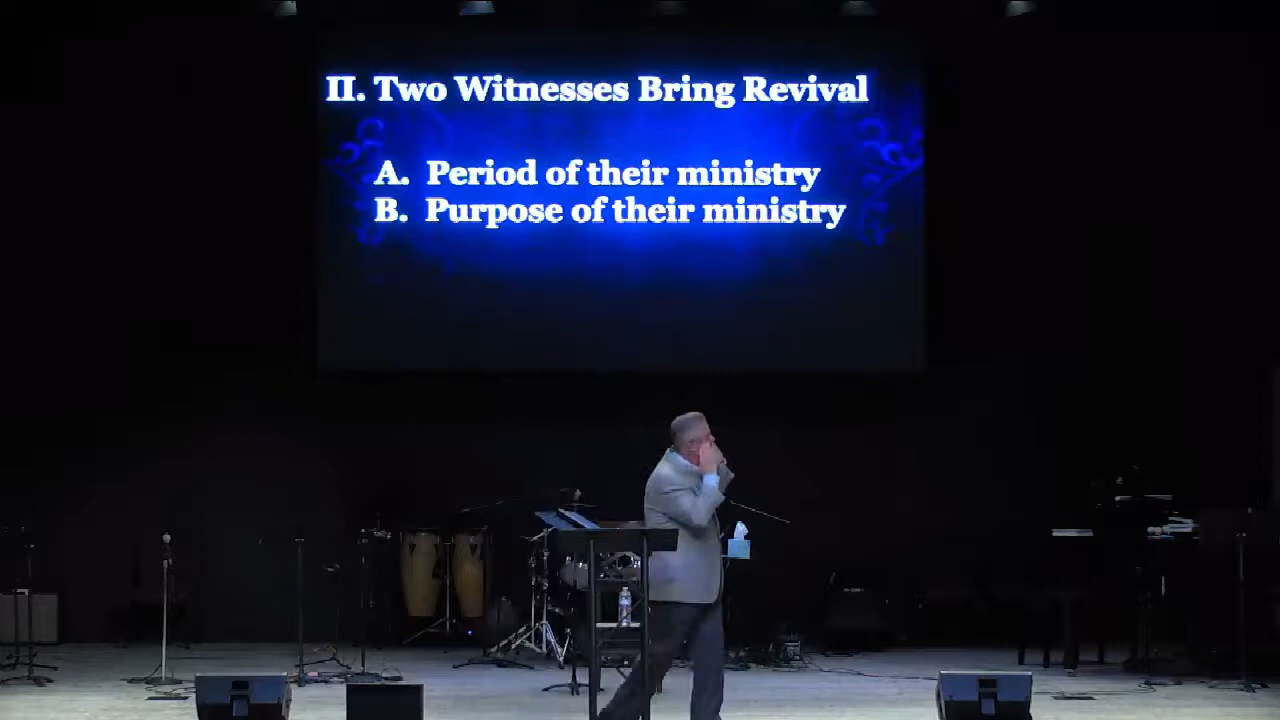 II. Two Witnesses Bring Revival
A. Period of their ministry
B. Purpose of their ministry